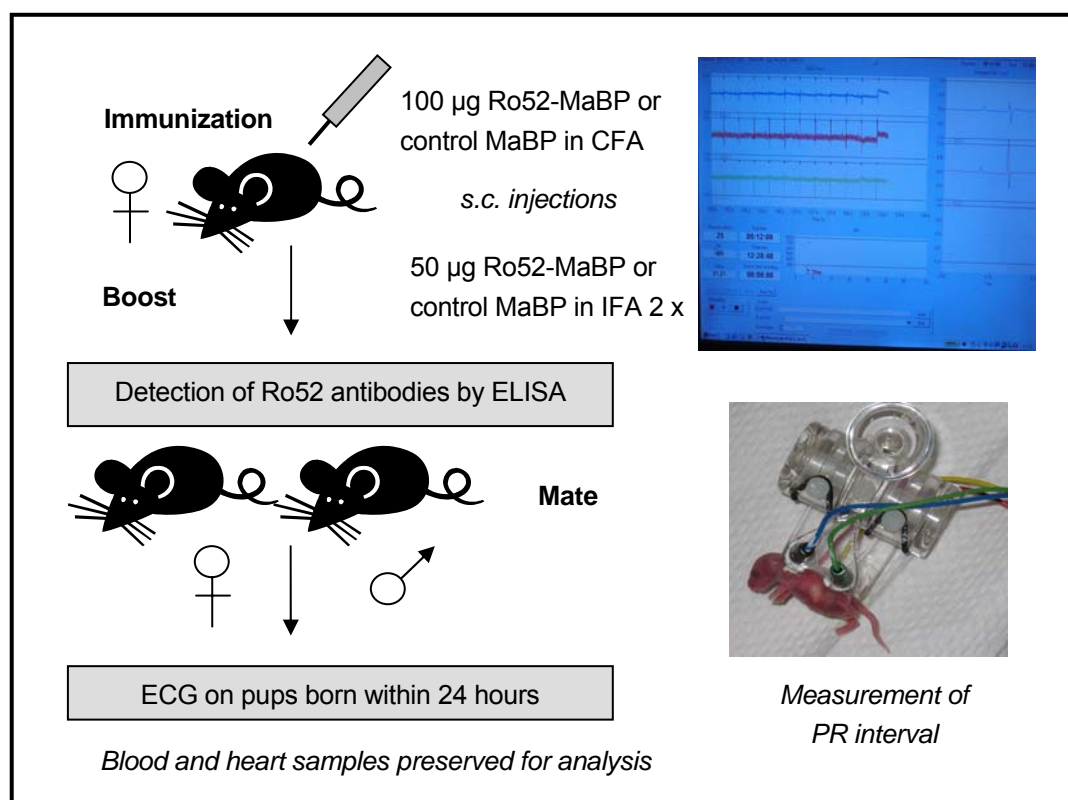 Immunization
100 µg Ro52-MaBP or
control MaBP in CFA
s.c. injections
Boost
50 µg Ro52-MaBP or
control MaBP in IFA 2 x
Detection of Ro52 antibodies by ELISA
Mate
ECG on pups born within 24 hours
Blood and heart samples preserved for analysis
Measurement of
PR interval